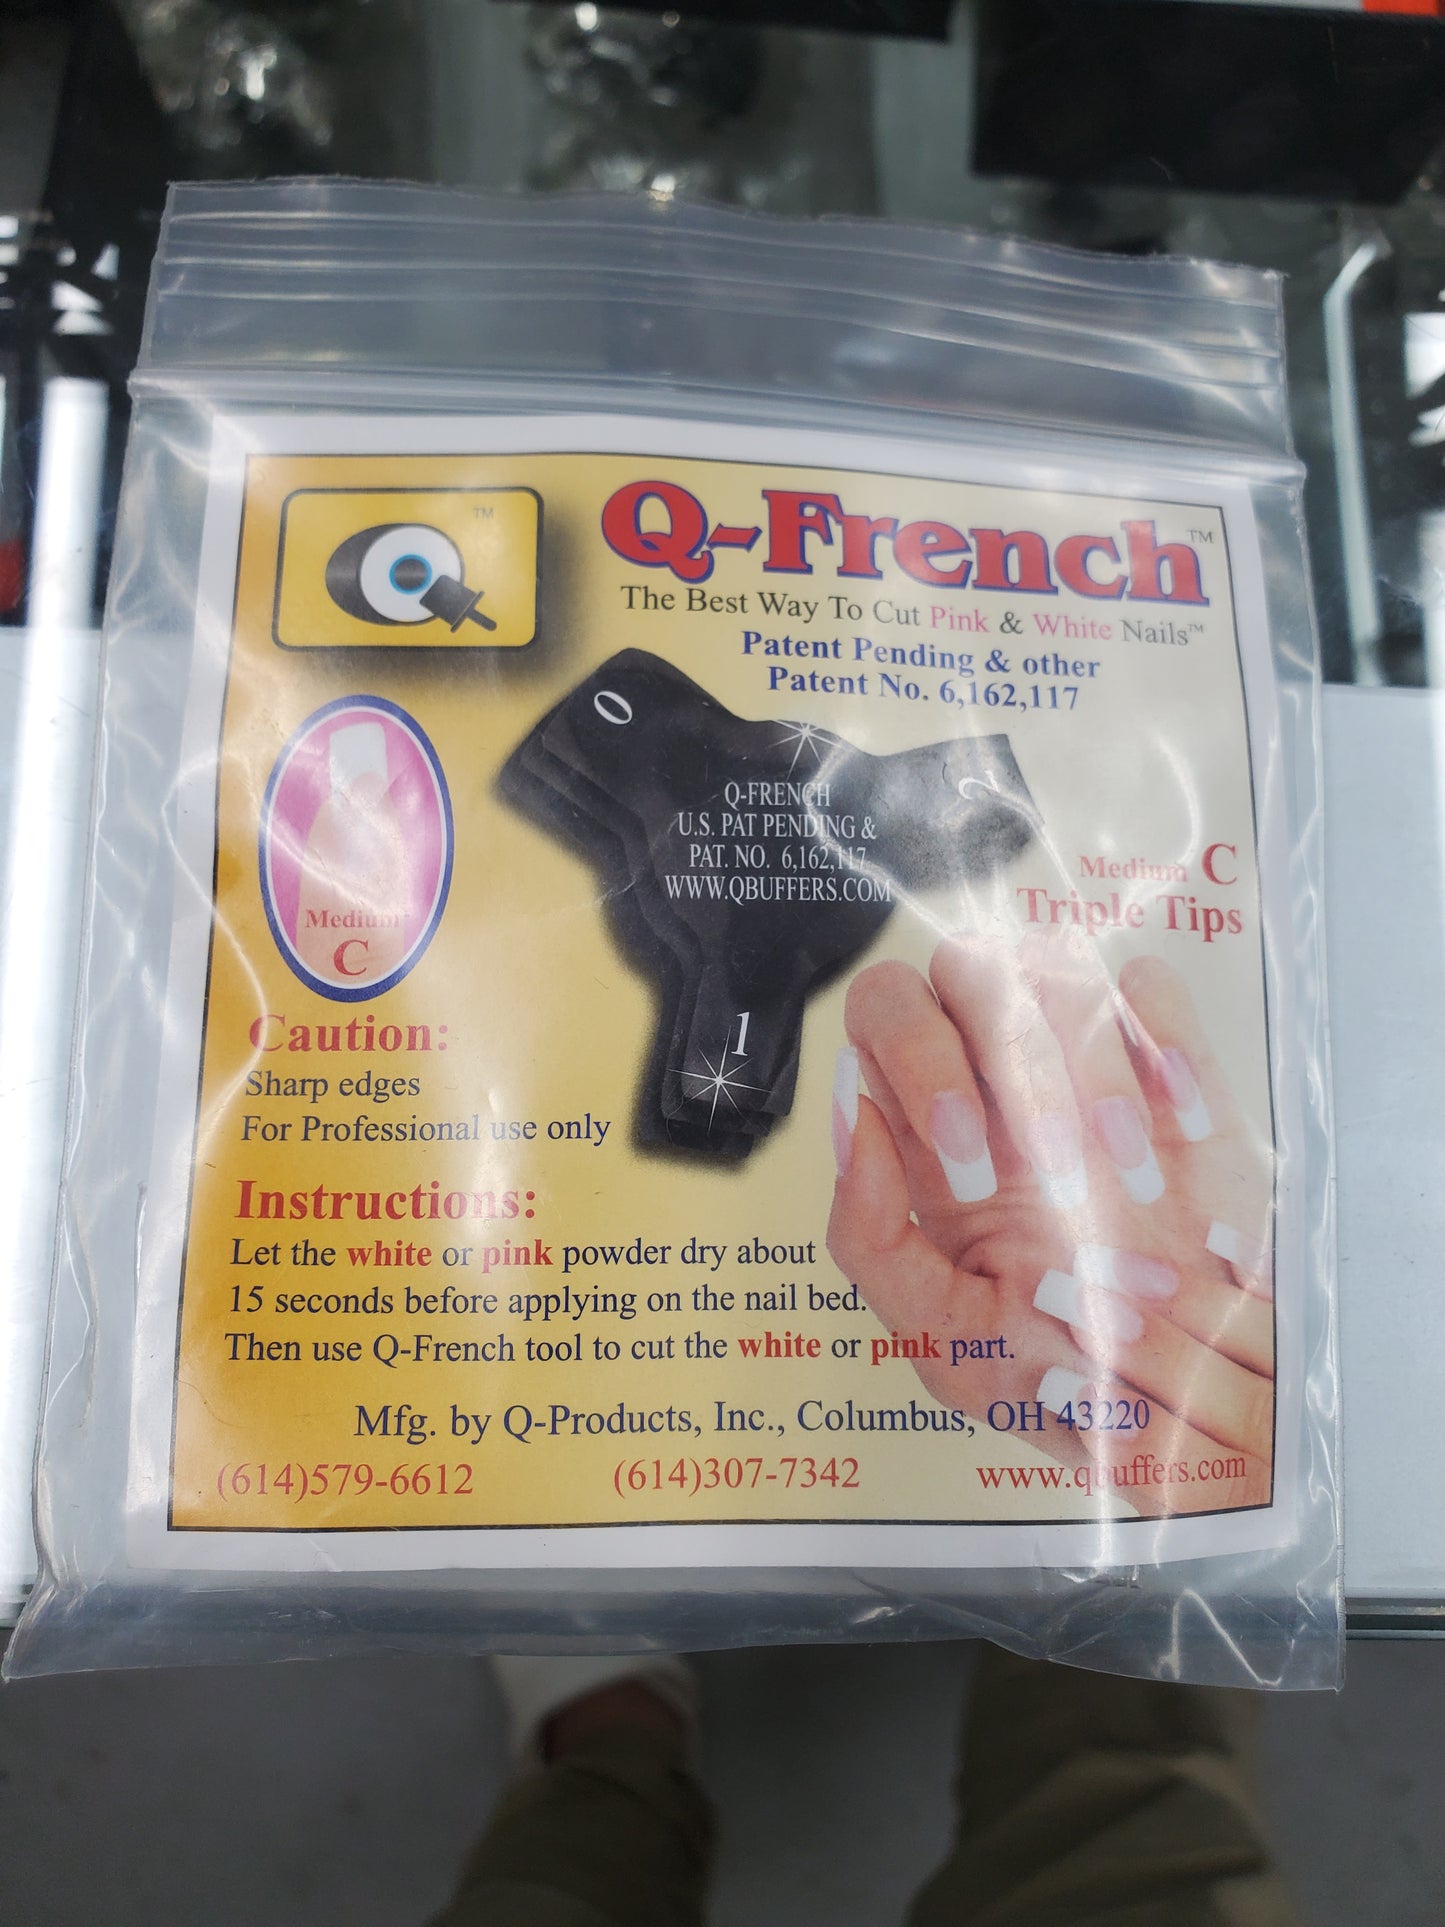 TM
Q-French™
The Best Way To Cut Pink & White Nails™
Patent Pending & other
Patent No. 6,162,117
0
2
Q-FRENCH
U.S. PAT PENDING &
PAT. NO. 6,162,117
WWW.QBUFFERS.COM
1
Medium C
Triple Tips
Medium
C
Caution:
Sharp edges
For Professional use only
Instructions:
Let the white or pink powder dry about
15 seconds before applying on the nail bed.
Then use Q-French tool to cut the white or pink part.
Mfg. by Q-Products, Inc., Columbus, OH 43220
(614)579-6612 (614)307-7342 www.qbuffers.com